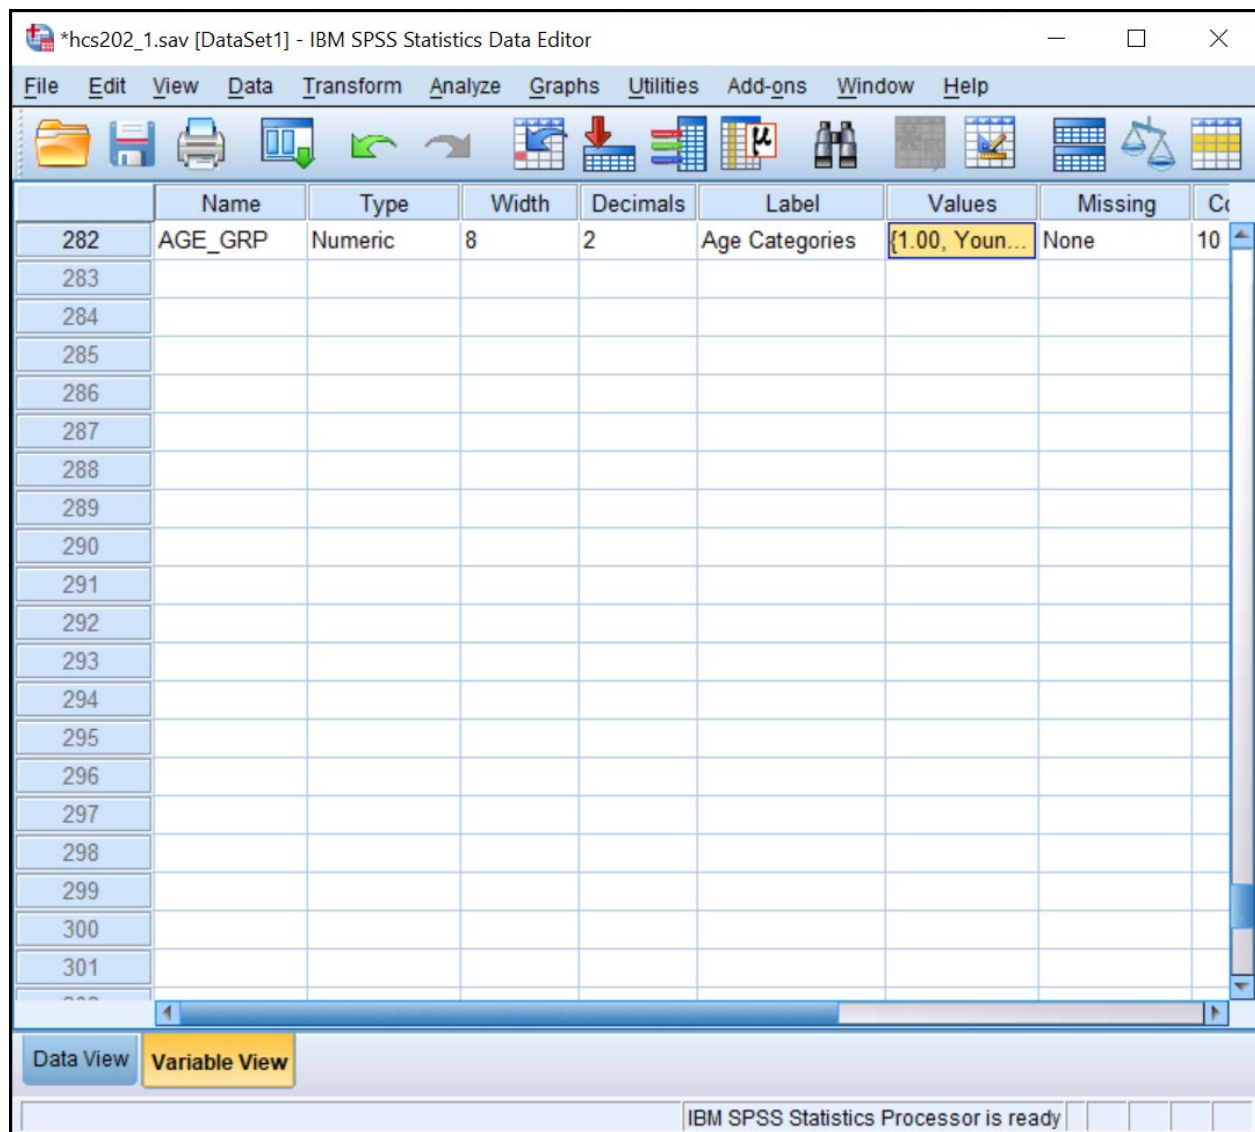 *hcs202_1.sav [DataSet1] - IBM SPSS Statistics Data Editor
File Edit View Data Transform Analyze Graphs Utilities Add-ons Window Help
μ
Name Type Width Decimals Label Values Missing
282 AGE_GRP Numeric 8 2 Age Categories {1.00, Youn... None 10
283
284
285
286
287
288
289
290
291
292
293
294
295
296
297
298
299
300
301
Data View Variable View
IBM SPSS Statistics Processor is ready